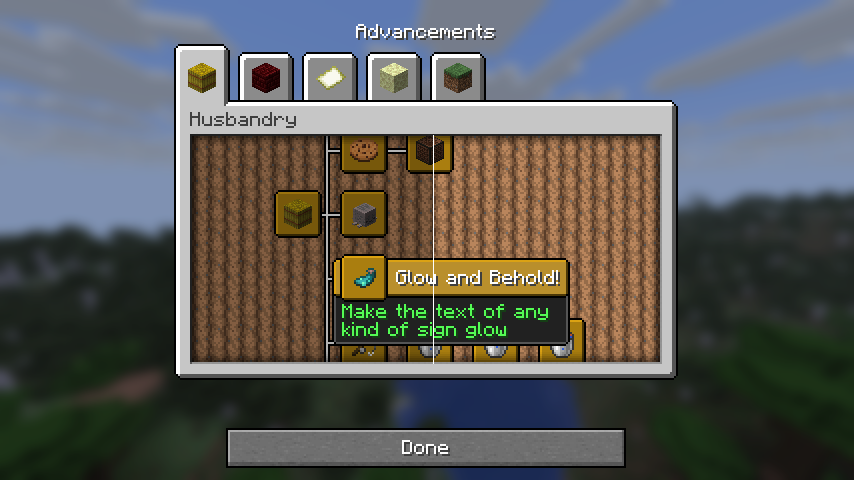 Advancements
Husbandry
Glow and Behold!
Make the text of any
kind of sign glow
Done